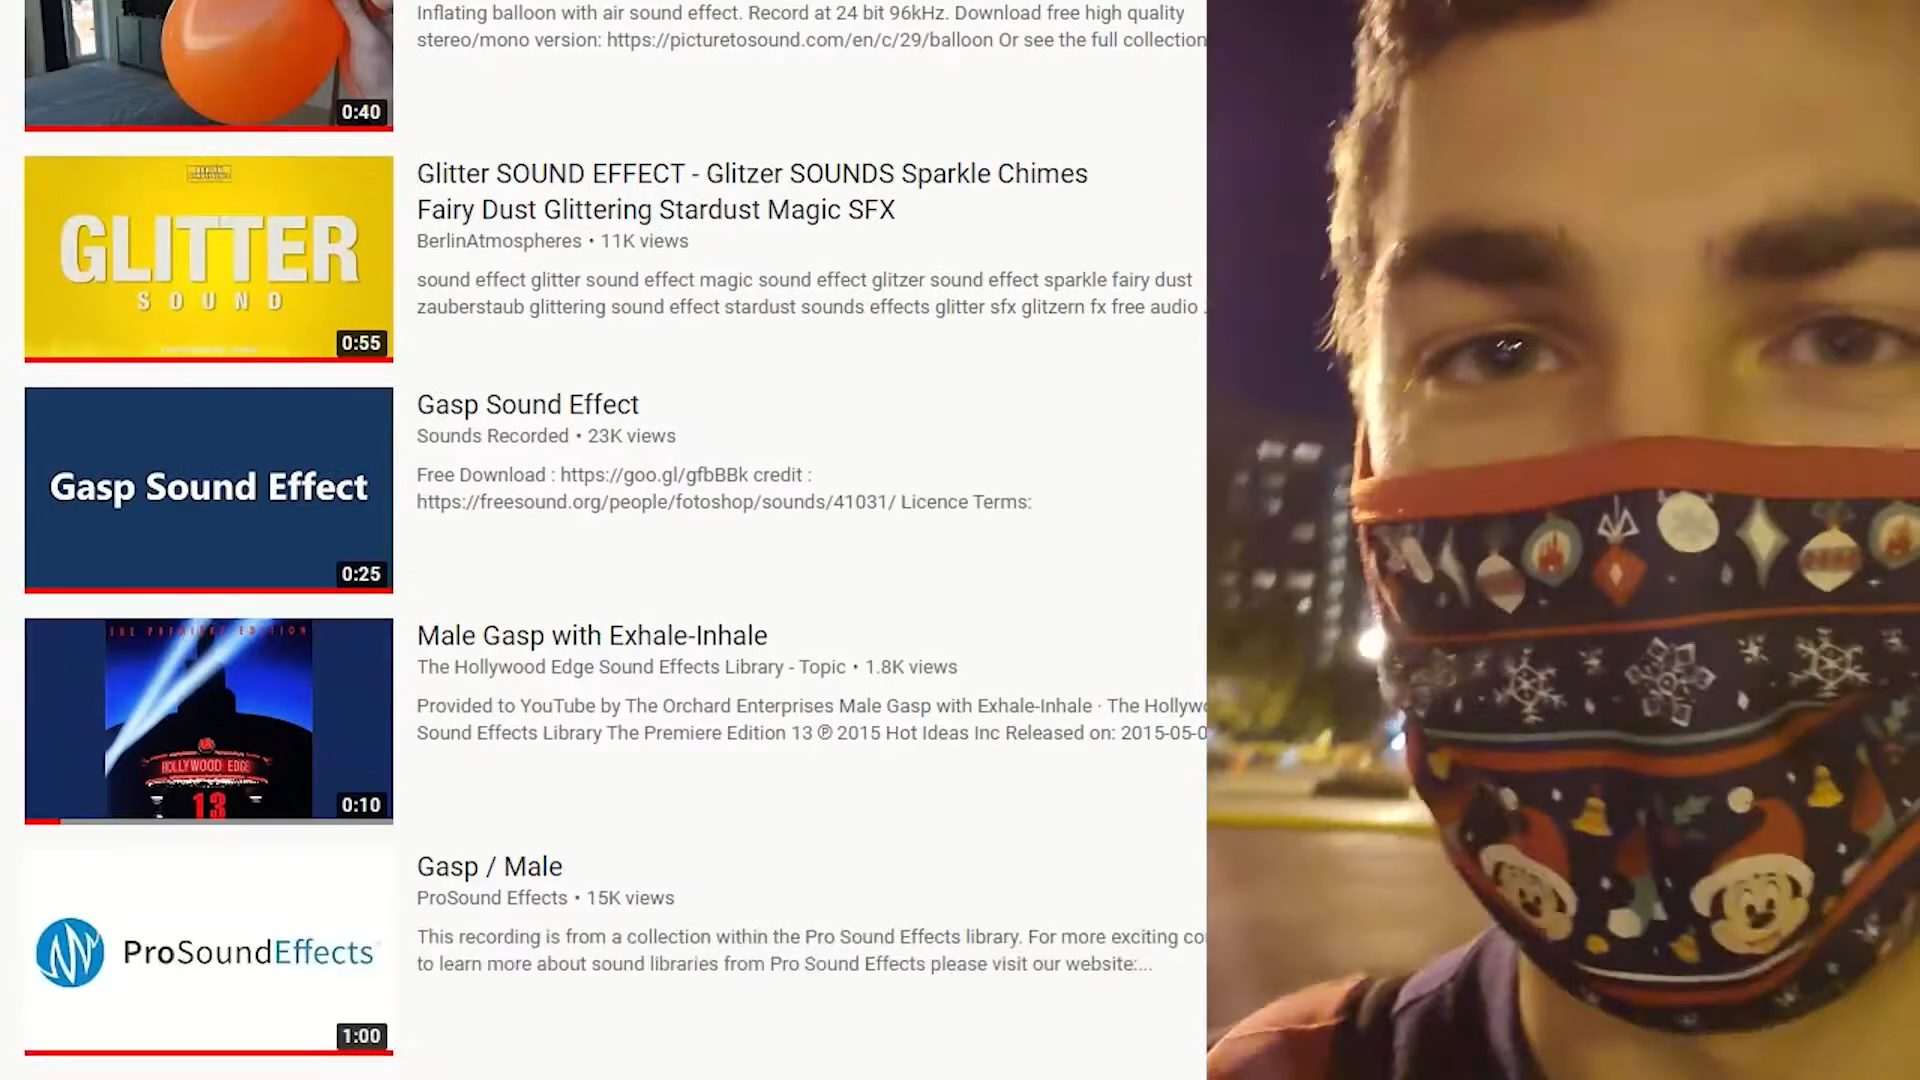 Inflating balloon with air sound effect. Record at 24 bit 96kHz. Download free high quality
stereo/mono version: https://picturetosound.com/en/c/29/balloon Or see the full collection
0:40
GLITTER
SOUND
0:55
Glitter SOUND EFFECT - Glitzer SOUNDS Sparkle Chimes
Fairy Dust Glittering Stardust Magic SFX
BerlinAtmospheres • 11K views
sound effect glitter sound effect magic sound effect glitzer sound effect sparkle fairy dust
zauberstaub glittering sound effect stardust sounds effects glitter sfx glitzern fx free audio .
Gasp Sound Effect
0:25
Gasp Sound Effect
Sounds Recorded • 23K views
Free Download : https://goo.gl/gfbBBk credit :
https://freesound.org/people/fotoshop/sounds/41031/ Licence Terms:
THE PREMIERE EDITION
HOLLYWOOD EDGE
13
0:10
Male Gasp with Exhale-Inhale
The Hollywood Edge Sound Effects Library - Topic • 1.8K views
Provided to YouTube by The Orchard Enterprises Male Gasp with Exhale-Inhale · The Hollywo
Sound Effects Library The Premiere Edition 13 ℗ 2015 Hot Ideas Inc Released on: 2015-05-0
ProSoundEffects
1:00
Gasp / Male
ProSound Effects • 15K views
This recording is from a collection within the Pro Sound Effects library. For more exciting co
to learn more about sound libraries from Pro Sound Effects please visit our website:...